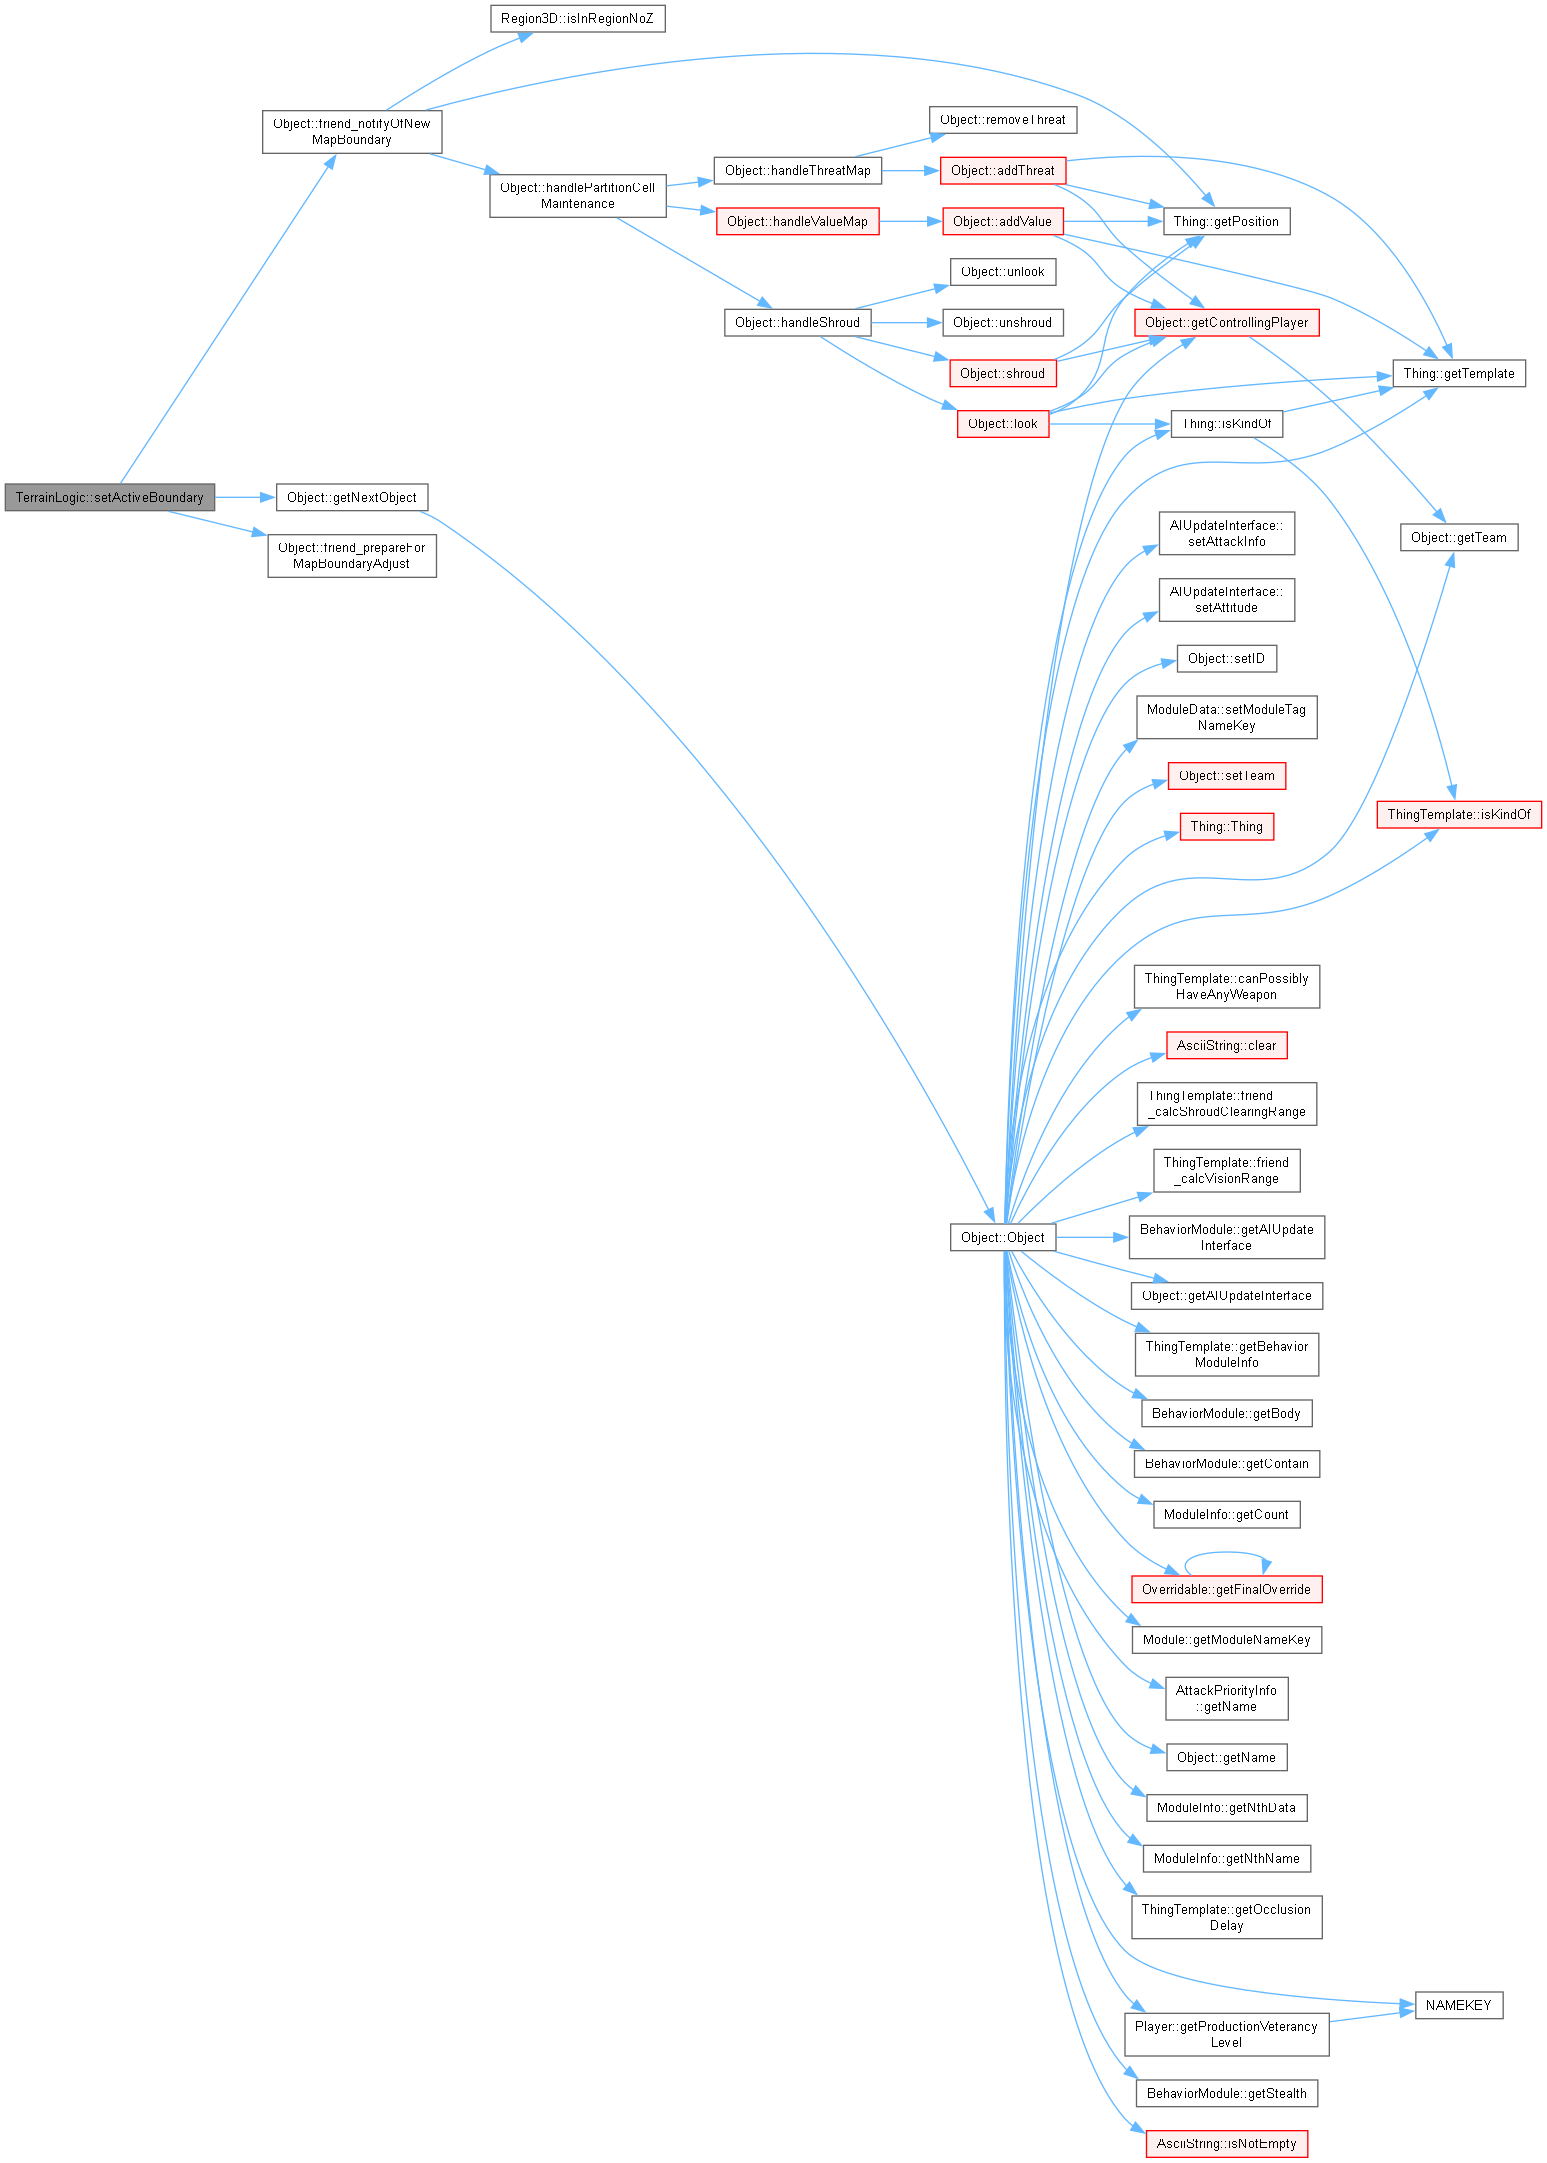 Region3D::isInRegionNoZ
Object::friend_notifyOfNew
MapBoundary
Object::removeThreat
Object::handleThreatMap
Object::addThreat
Object::handlePartitionCell
Maintenance
Object::handleValueMap
Object::addValue
Thing::getPosition
Object::unlook
Object::handleShroud
Object::unshroud
Object::getControllingPlayer
Object::shroud
Thing::getTemplate
Object::look
Thing::isKindOf
TerrainLogic::setActiveBoundary
Object::getNextObject
Object::friend_prepareFor
MapBoundaryAdjust
AIUpdateInterface::
setAttackInfo
Object::getTeam
AIUpdateInterface::
setAttitude
Object::setID
ModuleData::setModuleTag
NameKey
Object::setTeam
Thing::Thing
ThingTemplate::isKindOf
ThingTemplate::canPossibly
HaveAnyWeapon
AsciiString::clear
ThingTemplate::friend
_calcShroudClearingRange
ThingTemplate::friend
_calcVisionRange
Object::Object
BehaviorModule::getAIUpdate
Interface
Object::getAIUpdateInterface
ThingTemplate::getBehavior
ModuleInfo
BehaviorModule::getBody
BehaviorModule::getContain
ModuleInfo::getCount
Overridable::getFinalOverride
Module::getModuleNameKey
AttackPriorityInfo
::getName
Object::getName
ModuleInfo::getNthData
ModuleInfo::getNthName
ThingTemplate::getOcclusion
Delay
NAMEKEY
Player::getProductionVeterancy
Level
BehaviorModule::getStealth
AsciiString::isNotEmpty